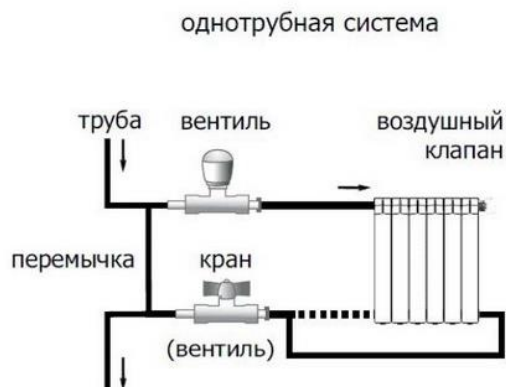 однотрубная система
труба вентиль воздушный
клапан
перемычка кран
(вентиль)